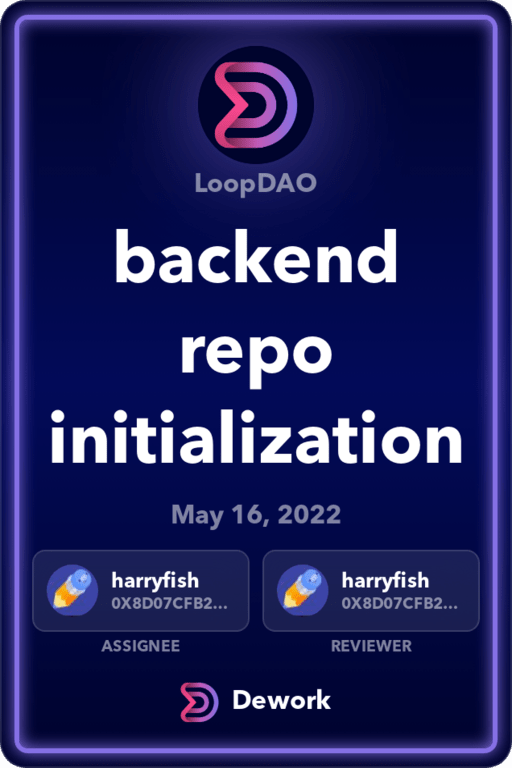 LoopDAO
backend
repo
initialization
May 16, 2022
harryfish
0X8D07CFB2...
harryfish
0X8D07CFB2...
ASSIGNEE
REVIEWER
Dework